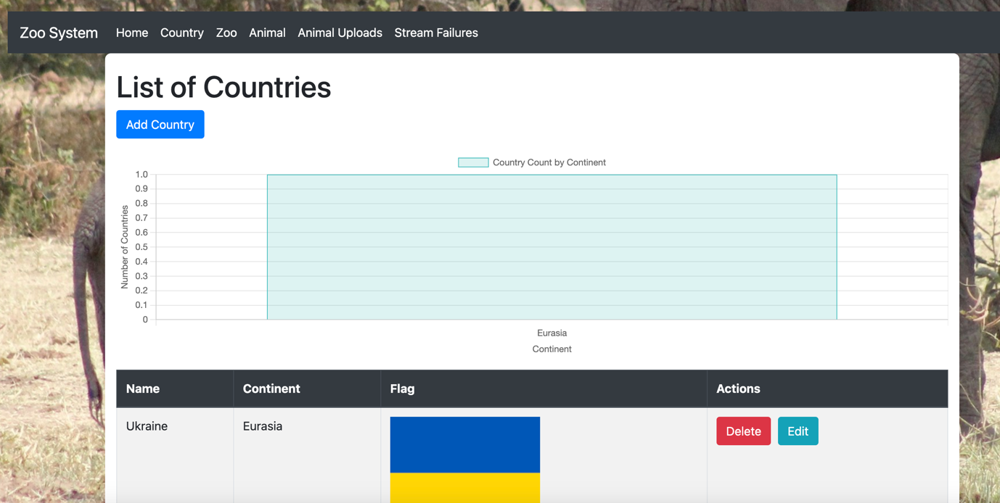 Zoo System Home Country Zoo Animal Animal Uploads Stream Failures
List of Countries
Add Country
Country Count by Continent
Number of Countries
1.0
0.9
0.8
0.7
0.6
0.5
0.4
0.3
0.2
0.1
0
Eurasia
Continent
Name Continent Flag Actions
Ukraine Eurasia Delete Edit